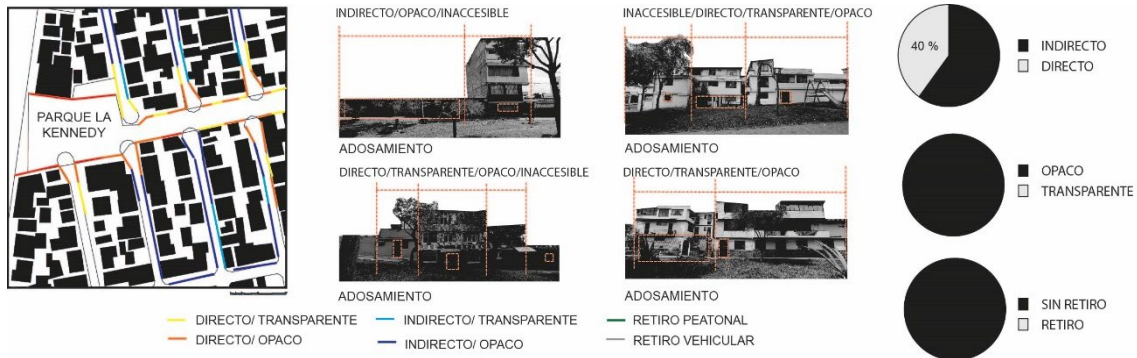 PARQUE LA
KENNEDY
INDIRECTO/OPACO/INACCESIBLE
ADOSAMIENTO
INACCESIBLE/DIRECTO/TRANSPARENTE/OPACO
ADOSAMIENTO
DIRECTO/TRANSPARENTE/OPACO/INACCESIBLE
ADOSAMIENTO
DIRECTO/TRANSPARENTE/OPACO
ADOSAMIENTO
40 %
INDIRECTO
DIRECTO
OPACO
TRANSPARENTE
SIN RETIRO
RETIRO
DIRECTO/ TRANSPARENTE
INDIRECTO/ TRANSPARENTE
RETIRO PEATONAL
DIRECTO/ OPACO
INDIRECTO/ OPACO
RETIRO VEHICULAR